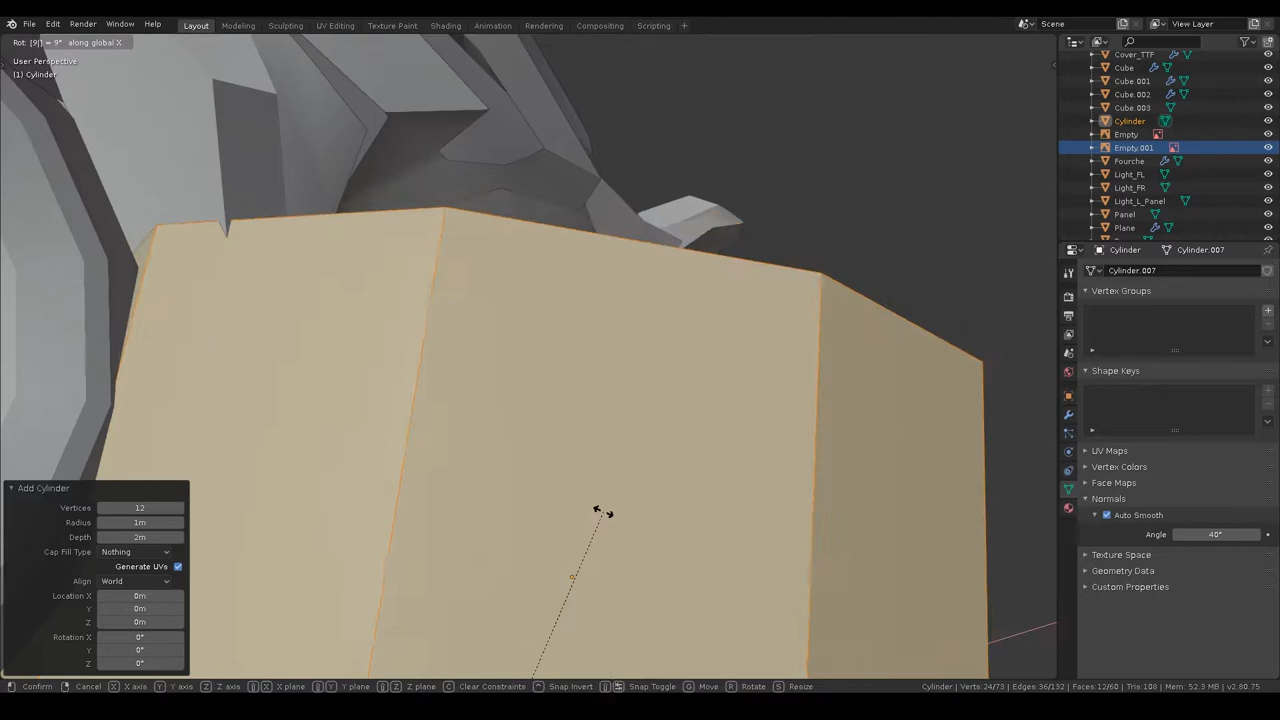 File Edit Render Window Help Layout Modeling Sculpting UV Editing Texture Paint Shading Animation Rendering Compositing Scripting + Scene View Layer
Rot: [9|] = 9° along global X
User Perspective
(1) Cylinder
Cover_TTF
Cube
Cube.001
Cube.002
Cube.003
Cylinder
Empty
Empty.001
Fourche
Light_FL
Light_FR
Light_L_Panel
Panel
Plane
Cylinder Cylinder.007
Cylinder.007
Vertex Groups
Shape Keys
UV Maps
Vertex Colors
Face Maps
Normals
Auto Smooth
Angle 40°
Texture Space
Geometry Data
Custom Properties
Add Cylinder
Vertices 12
Radius 1m
Depth 2m
Cap Fill Type Nothing
Generate UVs
Align World
Location X 0m
Y 0m
Z 0m
Rotation X 0°
Y 0°
Z 0°
Confirm Cancel X X axis Y Y axis Z Z axis X X plane Y Y plane Z Z plane C Clear Constraints Snap Invert Snap Toggle G Move R Rotate S Resize Cylinder | Verts:24/73 | Edges:36/132 | Faces:12/60 | Tris:108 | Mem: 52.3 MB | v2.80.75